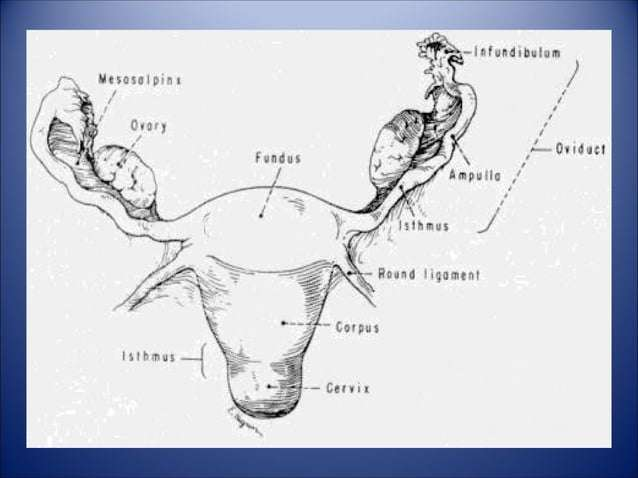 Infundibulum
Mesosalpinx
Ovary
Oviduct
Fundus
Ampulla
Isthmus
Round ligament
Corpus
Isthmus
Cervix